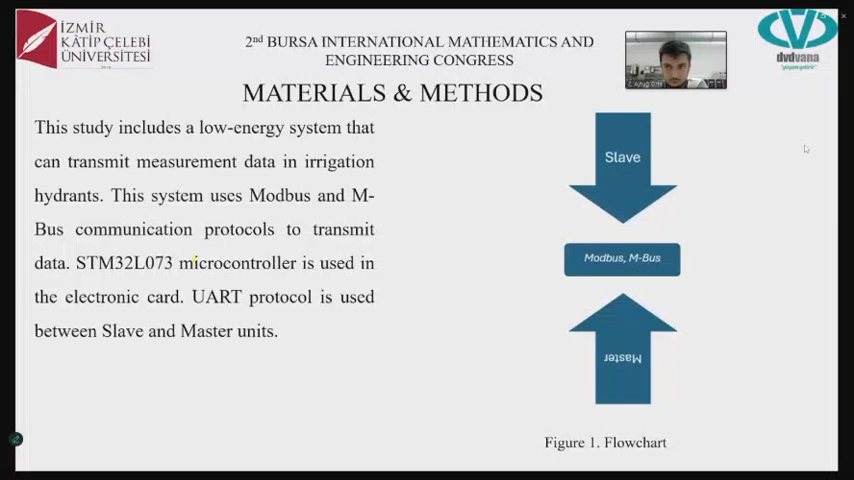 İZMİR
KÂTİP ÇELEBİ
ÜNİVERSİTESİ
2nd BURSA INTERNATIONAL MATHEMATICS AND
ENGINEERING CONGRESS
dvdvana
MATERIALS & METHODS
This study includes a low-energy system that
can transmit measurement data in irrigation
hydrants. This system uses Modbus and M-
Bus communication protocols to transmit
data. STM32L073 microcontroller is used in
the electronic card. UART protocol is used
between Slave and Master units.
Slave
Modbus, M-Bus
Master
Figure 1. Flowchart